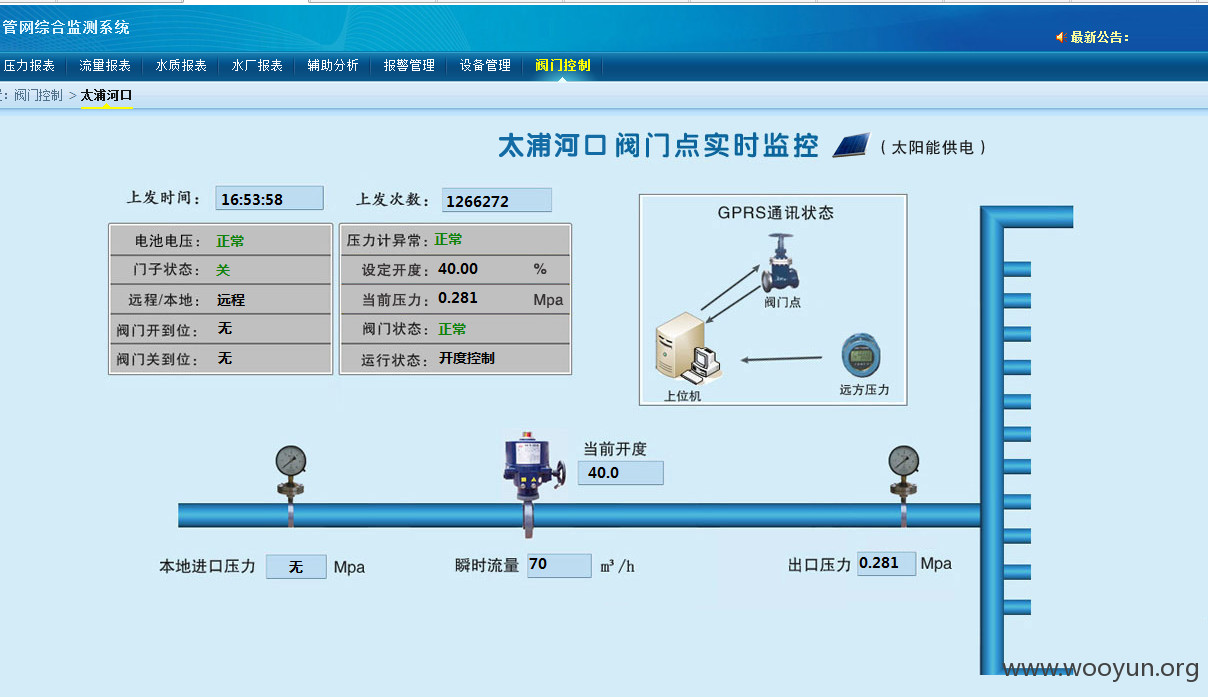 管网综合监测系统
最新公告：
压力报表 流量报表 水质报表 水厂报表 辅助分析 报警管理 设备管理 阀门控制
：阀门控制 > 太浦河口
太浦河口 阀门点实时监控 （太阳能供电）
上发时间： 16:53:58
上发次数： 1266272
电池电压： 正常
门子状态： 关
远程/本地： 远程
阀门开到位： 无
阀门关到位： 无
压力计异常： 正常
设定开度： 40.00 %
当前压力： 0.281 Mpa
阀门状态： 正常
运行状态： 开度控制
GPRS通讯状态
阀门点
上位机
远方压力
当前开度
40.0
本地进口压力 无 Mpa
瞬时流量 70 m³/h
出口压力 0.281 Mpa
www.wooyun.org